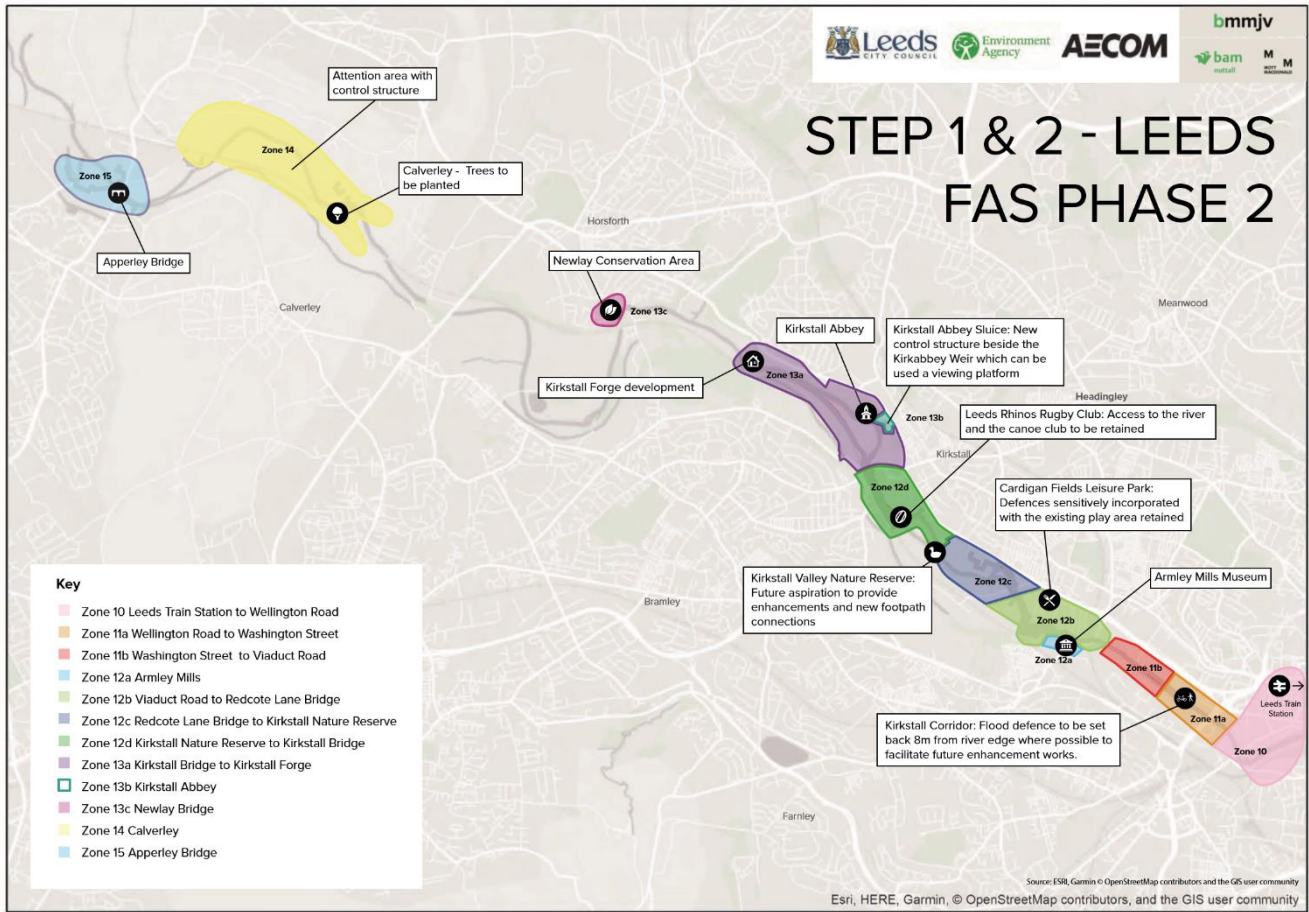 Leeds
CITY COUNCIL
Environment
Agency
AECOM
bmmjv
bam
nuttall
M
M
MOTT
MACDONALD
STEP 1 & 2 - LEEDS
FAS PHASE 2
Attention area with
control structure
Zone 14
Zone 15
Calverley - Trees to
be planted
Apperley Bridge
Horsforth
Calverley
Newlay Conservation Area
Zone 13c
Meanwood
Kirkstall Abbey
Kirkstall Abbey Sluice: New
control structure beside the
Kirkabbey Weir which can be
used a viewing platform
Kirkstall Forge development
Zone 13a
Headingley
Zone 13b
Leeds Rhinos Rugby Club: Access to the river
and the canoe club to be retained
Kirkstall
Zone 12d
Cardigan Fields Leisure Park:
Defences sensitively incorporated
with the existing play area retained
Kirkstall Valley Nature Reserve:
Future aspiration to provide
enhancements and new footpath
connections
Zone 12c
Armley Mills Museum
Bramley
Zone 12b
Zone 12a
Zone 11b
Leeds Train
Station
Zone 11a
Kirkstall Corridor: Flood defence to be set
back 8m from river edge where possible to
facilitate future enhancement works.
Zone 10
Farnley
Key
Zone 10 Leeds Train Station to Wellington Road
Zone 11a Wellington Road to Washington Street
Zone 11b Washington Street to Viaduct Road
Zone 12a Armley Mills
Zone 12b Viaduct Road to Redcote Lane Bridge
Zone 12c Redcote Lane Bridge to Kirkstall Nature Reserve
Zone 12d Kirkstall Nature Reserve to Kirkstall Bridge
Zone 13a Kirkstall Bridge to Kirkstall Forge
Zone 13b Kirkstall Abbey
Zone 13c Newlay Bridge
Zone 14 Calverley
Zone 15 Apperley Bridge
Source: ESRI, Garmin © OpenStreetMap contributors and the GIS user community
Esri, HERE, Garmin, © OpenStreetMap contributors, and the GIS user community